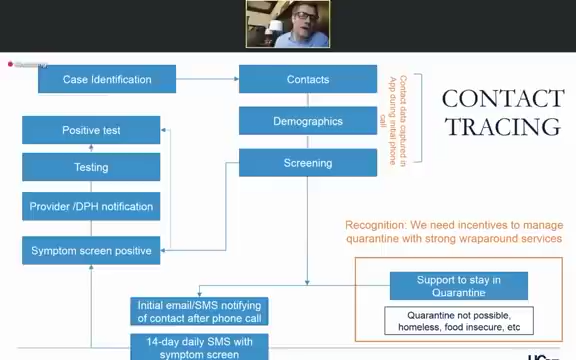 Case Identification
Contacts
Demographics
Screening
Contact data captured in
App during initial phone
call
CONTACT
TRACING
Positive test
Testing
Provider /DPH notification
Symptom screen positive
Recognition: We need incentives to manage
quarantine with strong wraparound services
Support to stay in
Quarantine
Quarantine not possible,
homeless, food insecure, etc
Initial email/SMS notifying
of contact after phone call
14-day daily SMS with
symptom screen